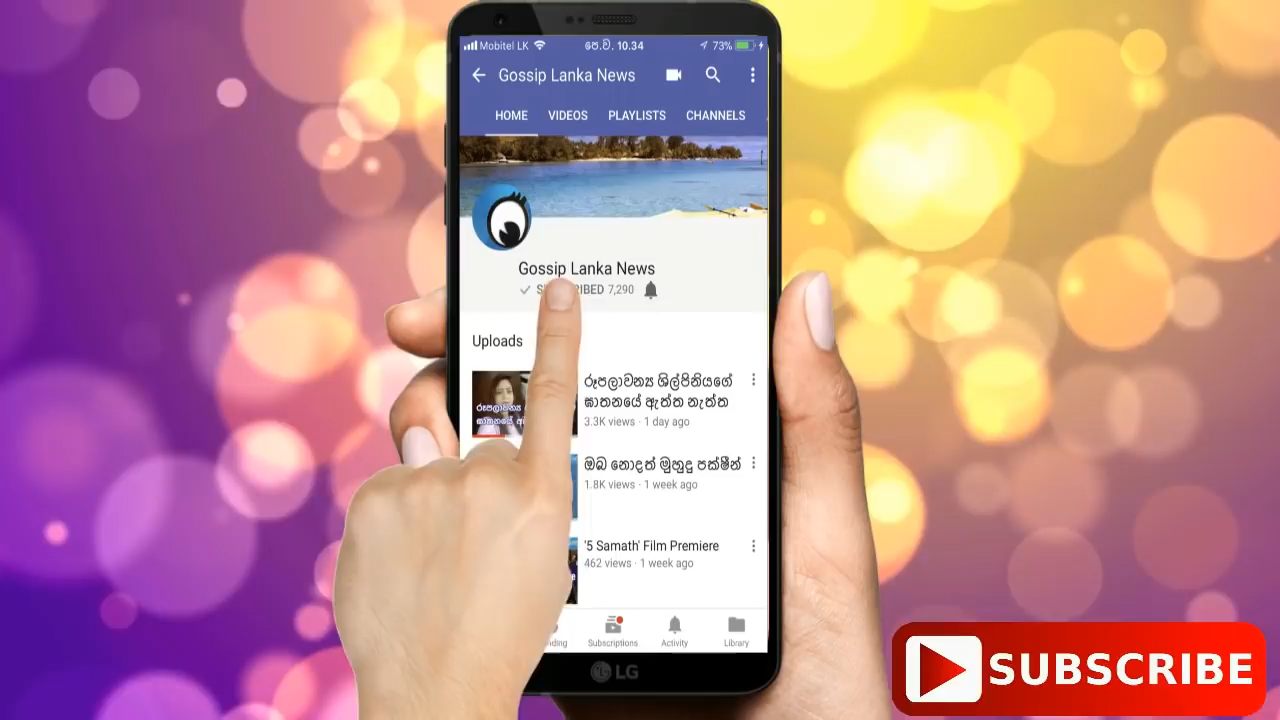 Mobitel LK පෙ.ව. 10.34 73%
Gossip Lanka News
HOME VIDEOS PLAYLISTS CHANNELS
Gossip Lanka News
7,290
Uploads
රූපලාවන්‍ය ශිල්පිනියගේ
ඝාතනයේ ඇත්ත නැත්ත
3.3K views · 1 day ago
ඔබ නොදත් මුහුදු පක්ෂීන්
1.8K views · 1 week ago
'5 Samath' Film Premiere
462 views · 1 week ago
Subscriptions Activity Library
LG
SUBSCRIBE